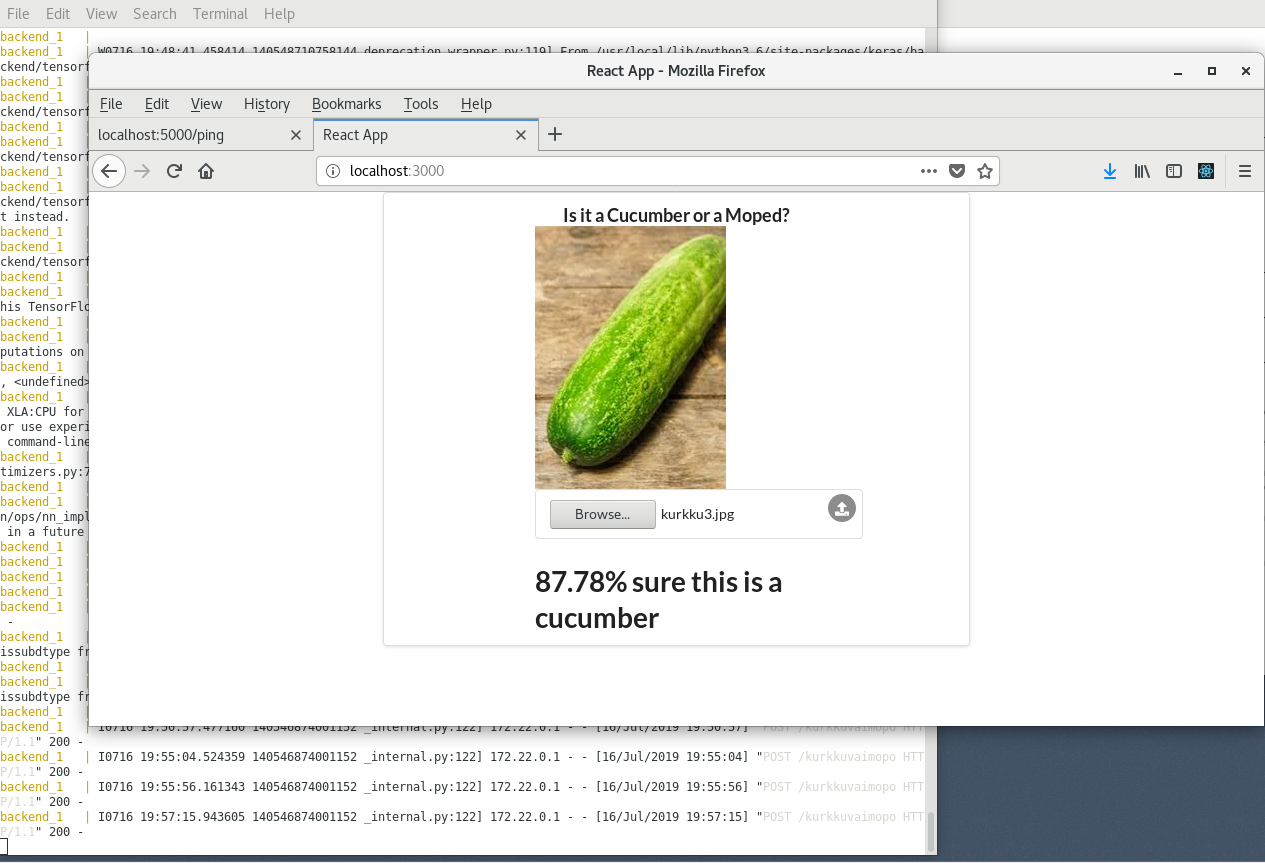 File Edit View Search Terminal Help
backend_1 |
backend_1 | W0716 19:48:41.458414 140548710758144 deprecation_wrapper.py:119] From /usr/local/lib/python3.6/site-packages/keras/ba
ckend/tensorf
backend_1 |
backend_1 |
ckend/tensorf
backend_1 |
backend_1 |
ckend/tensorf
backend_1 |
backend_1 |
ckend/tensorf
t instead.
backend_1 |
backend_1 |
ckend/tensorf
backend_1 |
backend_1 |
his TensorFlo
backend_1 |
backend_1 |
putations on
backend_1 |
, <undefined>
backend_1 |
XLA:CPU for
or use experi
command-line
backend_1 |
timizers.py:7
backend_1 |
backend_1 |
n/ops/nn_impl
in a future
backend_1 |
backend_1 |
backend_1 |
backend_1 |
backend_1 |
-
backend_1 |
issubdtype fr
backend_1 |
backend_1 |
issubdtype fr
backend_1 |
React App - Mozilla Firefox
File Edit View History Bookmarks Tools Help
localhost:5000/ping
React App
localhost:3000
Is it a Cucumber or a Moped?
Browse... kurkku3.jpg
87.78% sure this is a
cucumber
backend_1 | I0716 19:50:57.477160 140546874001152 _internal.py:122] 172.22.0.1 - - [16/Jul/2019 19:50:57] "POST /kurkkuvaimopo HTT
P/1.1" 200 -
backend_1 | I0716 19:55:04.524359 140546874001152 _internal.py:122] 172.22.0.1 - - [16/Jul/2019 19:55:04] "POST /kurkkuvaimopo HTT
P/1.1" 200 -
backend_1 | I0716 19:55:56.161343 140546874001152 _internal.py:122] 172.22.0.1 - - [16/Jul/2019 19:55:56] "POST /kurkkuvaimopo HTT
P/1.1" 200 -
backend_1 | I0716 19:57:15.943605 140546874001152 _internal.py:122] 172.22.0.1 - - [16/Jul/2019 19:57:15] "POST /kurkkuvaimopo HTT
P/1.1" 200 -